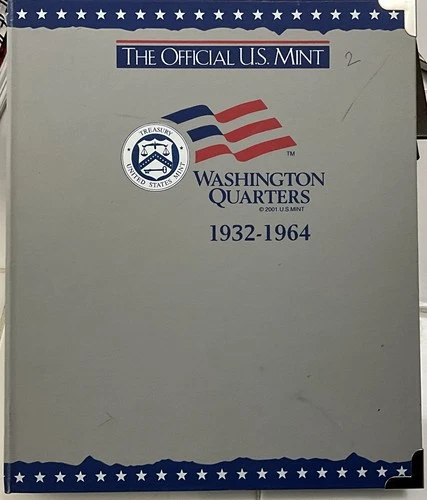 THE OFFICIAL U.S. MINT
2
TREASURY
UNITED STATES MINT
TM
WASHINGTON
QUARTERS
© 2001 U.S.MINT
1932-1964